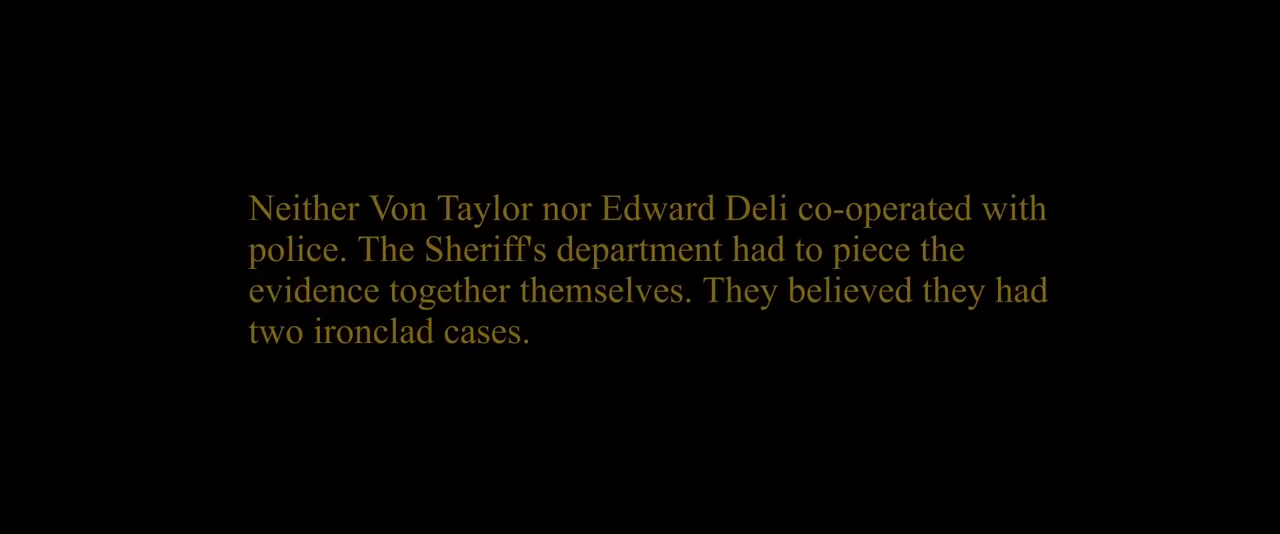 Neither Von Taylor nor Edward Deli co-operated with
police. The Sheriff's department had to piece the
evidence together themselves. They believed they had
two ironclad cases.